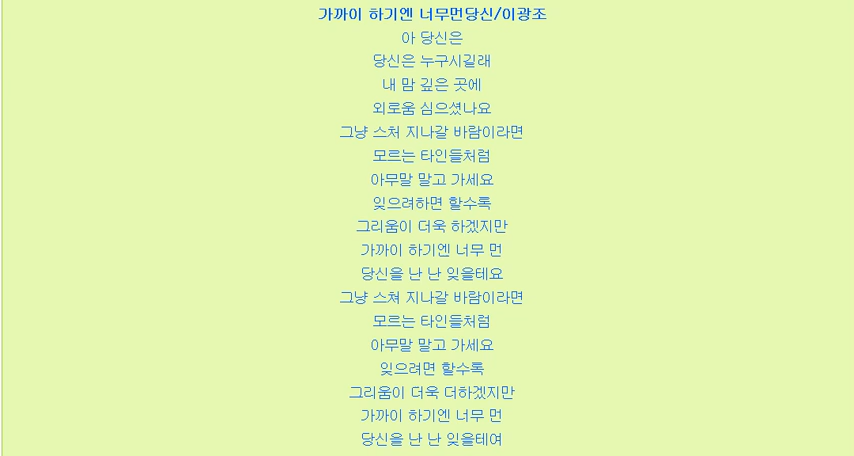 가까이 하기엔 너무먼당신/이광조
아 당신은
당신은 누구시길래
내 맘 깊은 곳에
외로움 심으셨나요
그냥 스처 지나갈 바람이라면
모르는 타인들처럼
아무말 말고 가세요
잊으려하면 할수록
그리움이 더욱 하겠지만
가까이 하기엔 너무 먼
당신을 난 난 잊을테요
그냥 스쳐 지나갈 바람이라면
모르는 타인들처럼
아무말 말고 가세요
잊으려면 할수록
그리움이 더욱 더하겠지만
가까이 하기엔 너무 먼
당신을 난 난 잊을테여